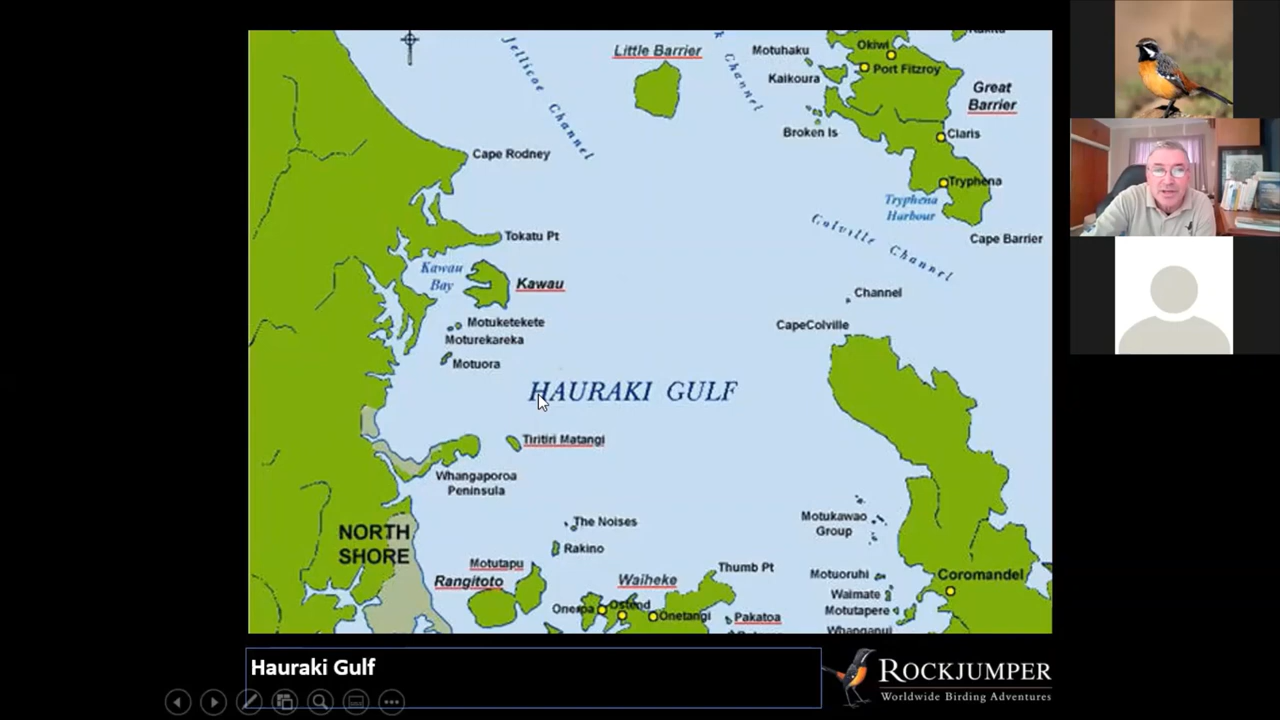 Jellicoe Channel
Little Barrier
k Channel
Motuhaku
Kaikoura
Broken Is
Okiwi
Port Fitzroy
Great
Barrier
Claris
Tryphena
Tryphena
Harbour
Cape Barrier
Cape Rodney
Tokatu Pt
Kawau
Bay
Kawau
Colville Channel
Channel
CapeColville
Motuketekete
Moturekareka
Motuora
HAURAKI GULF
Tiritiri Matangi
Whangaporoa
Peninsula
NORTH
SHORE
The Noises
Rakino
Motutapu
Rangitoto
Waiheke
Thumb Pt
Ostend
Onetangi
Pakatoa
Motukawao
Group
Motuoruhi
Waimate
Motutapere
Whanganui
Coromandel
Hauraki Gulf
ROCKJUMPER
Worldwide Birding Adventures